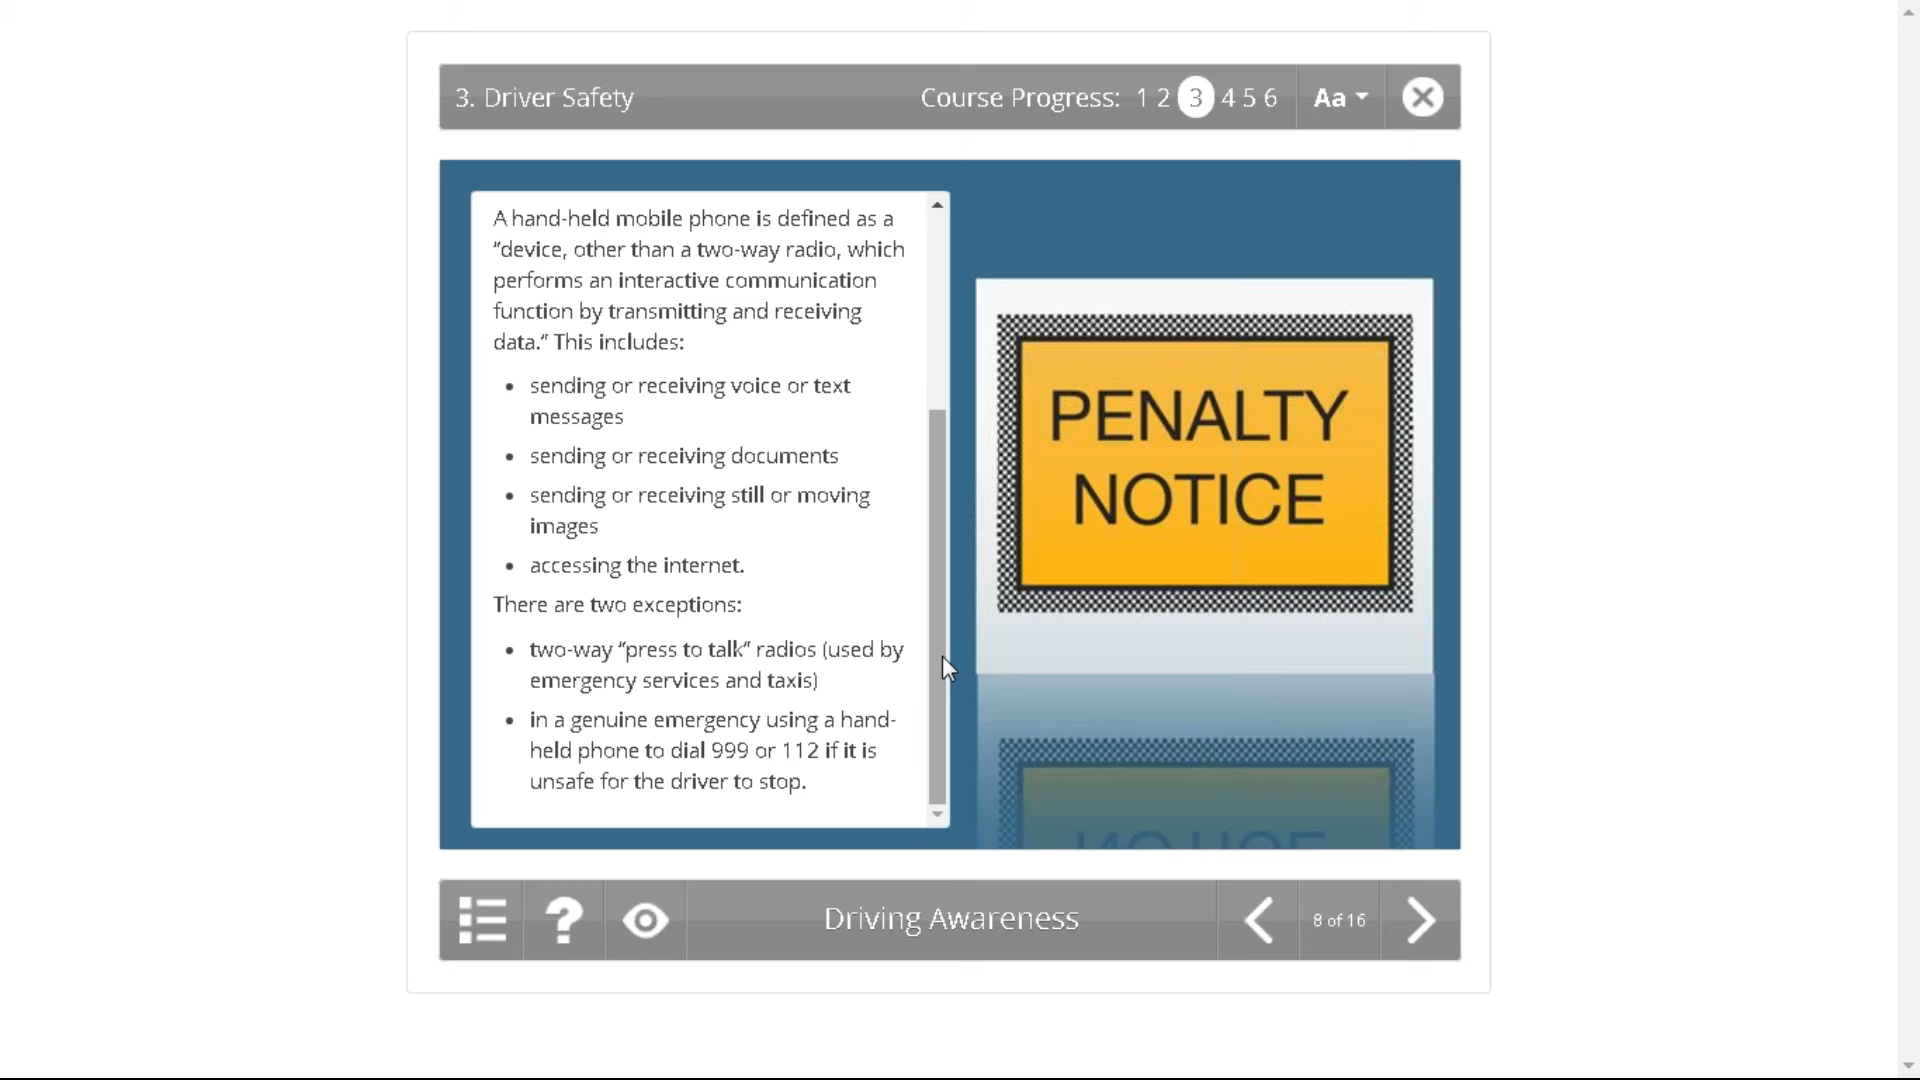 3. Driver Safety
Course Progress: 1 2 3 4 5 6
Aa
A hand-held mobile phone is defined as a
“device, other than a two-way radio, which
performs an interactive communication
function by transmitting and receiving
data.” This includes:
• sending or receiving voice or text
messages
• sending or receiving documents
• sending or receiving still or moving
images
• accessing the internet.
There are two exceptions:
• two-way “press to talk” radios (used by
emergency services and taxis)
• in a genuine emergency using a hand-
held phone to dial 999 or 112 if it is
unsafe for the driver to stop.
PENALTY
NOTICE
Driving Awareness
8 of 16